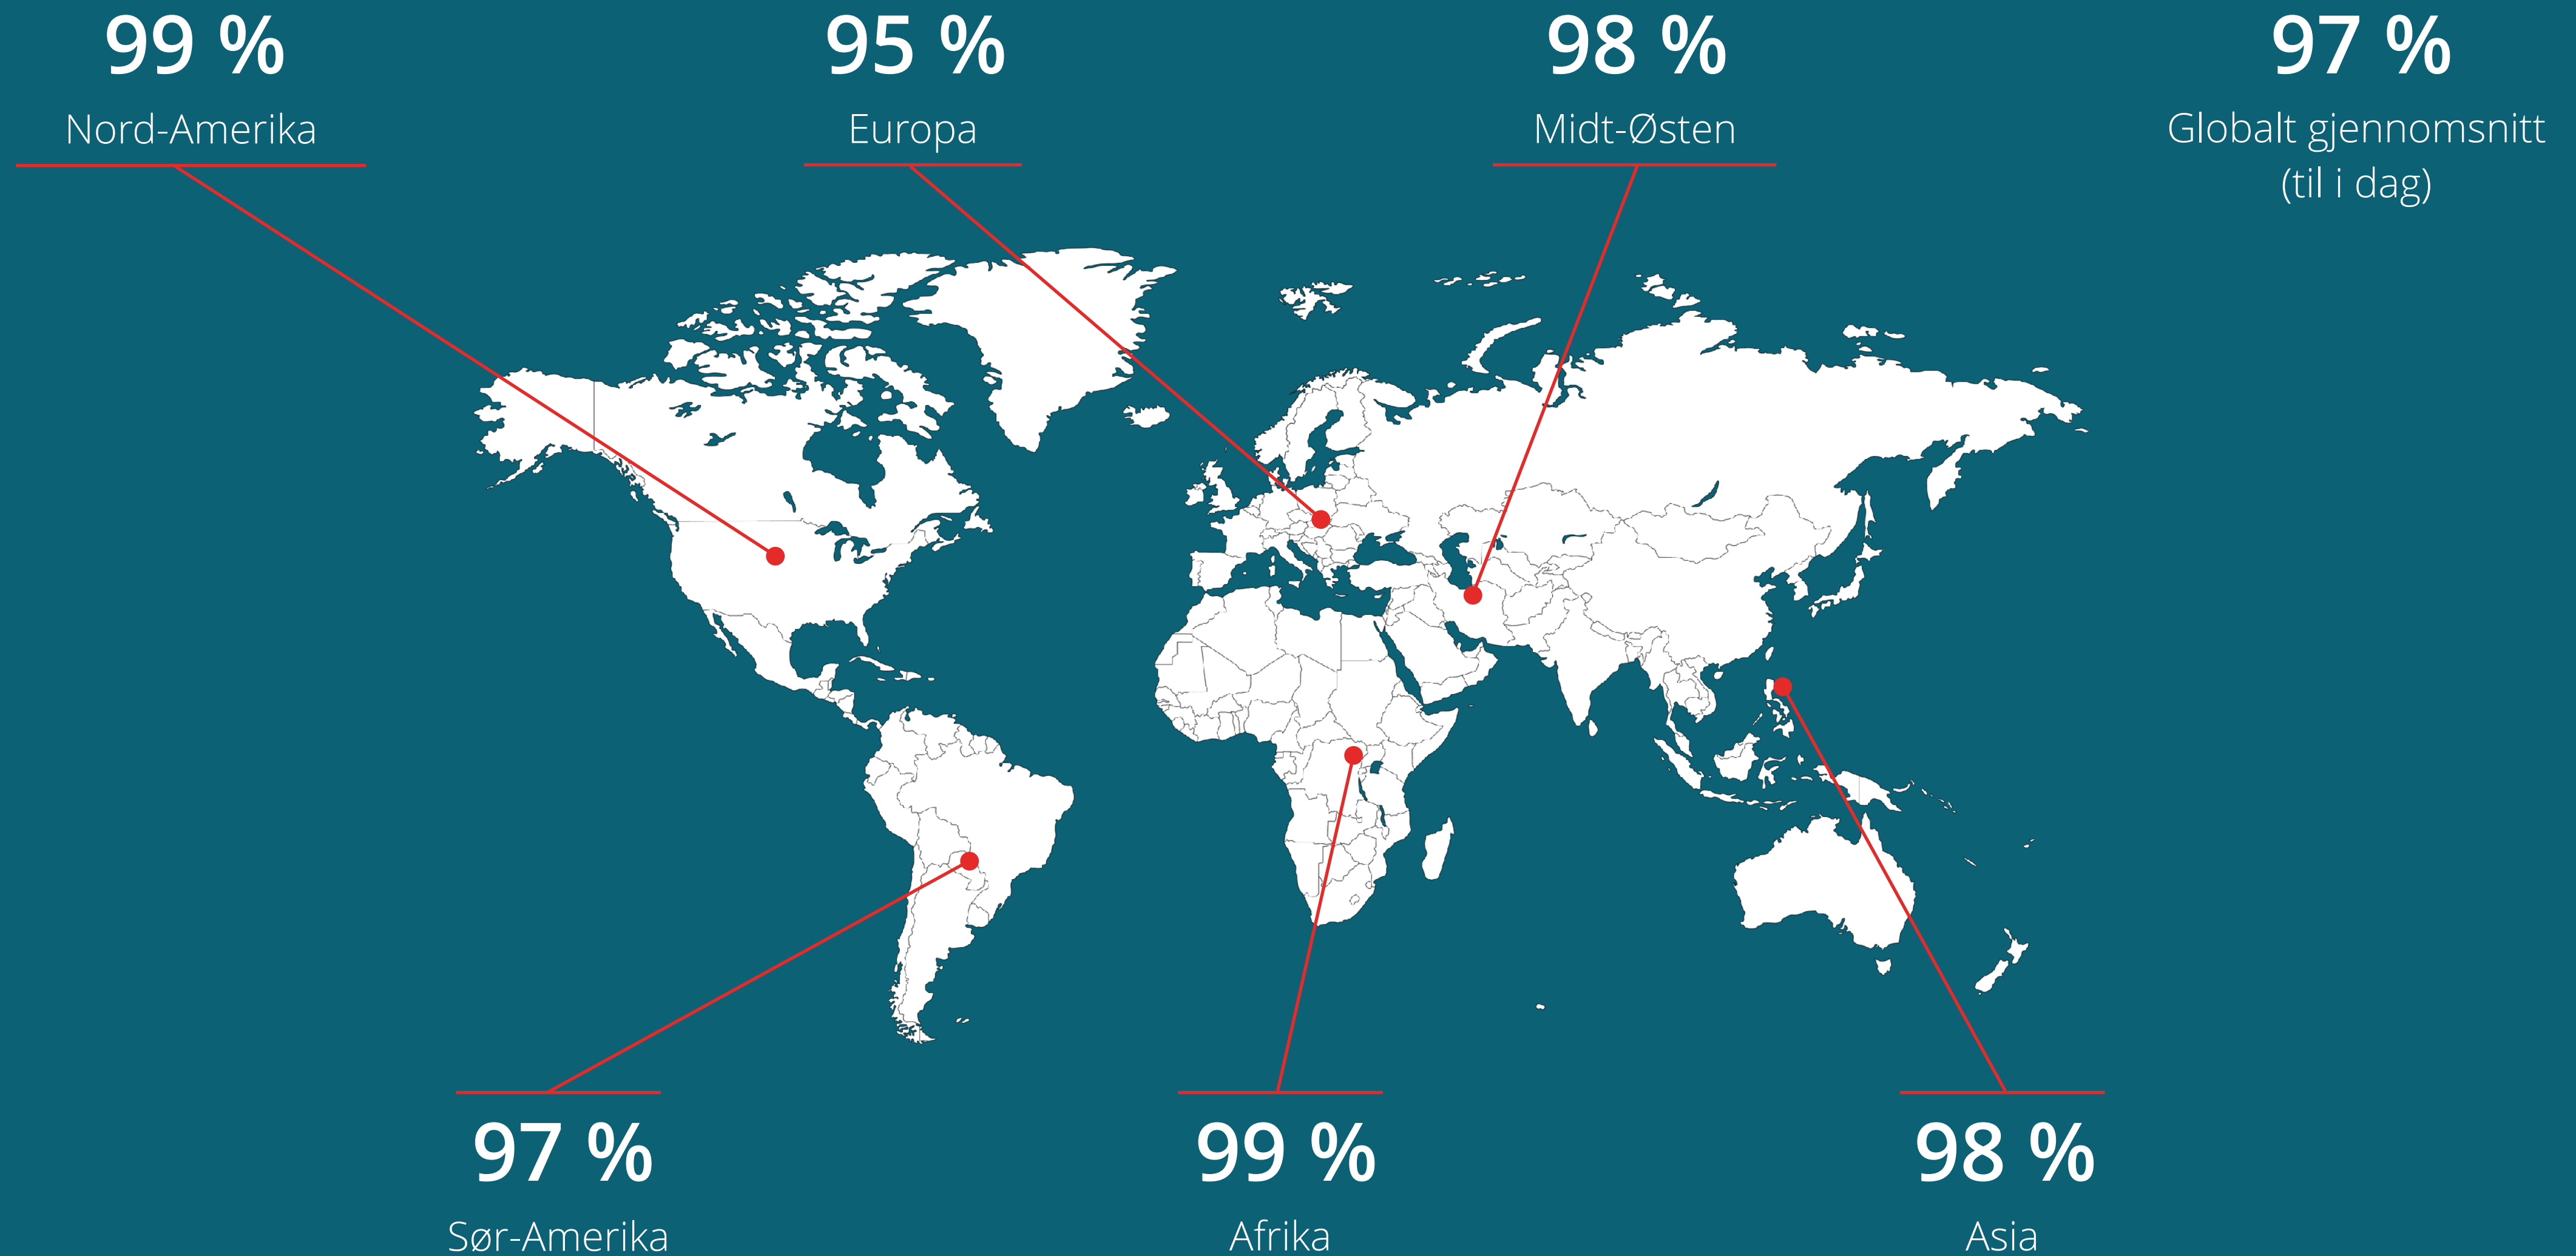 99 %
Nord-Amerika
95 %
Europa
98 %
Midt-Østen
97 %
Globalt gjennomsnitt
(til i dag)
97 %
Sør-Amerika
99 %
Afrika
98 %
Asia